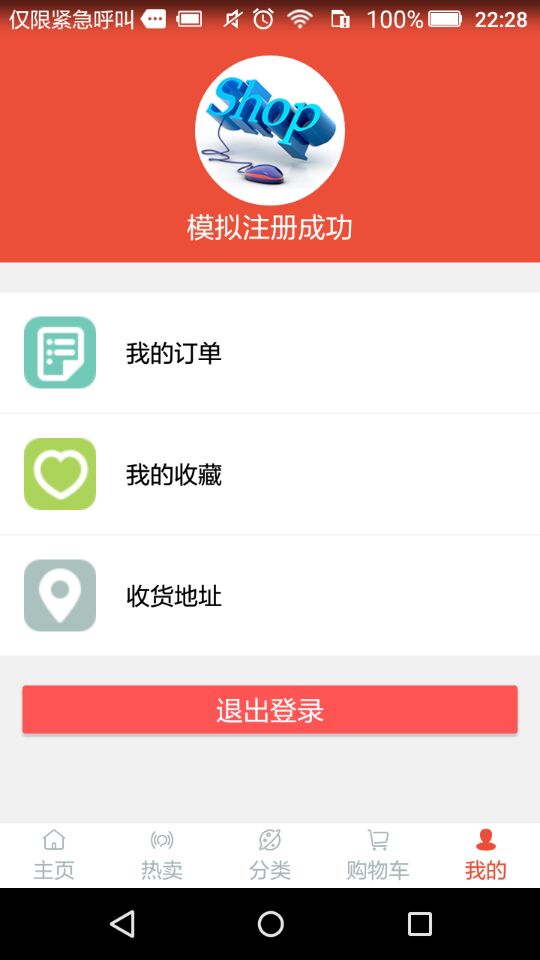 仅限紧急呼叫 100% 22:28
Shop
模拟注册成功
我的订单
我的收藏
收货地址
退出登录
主页 热卖 分类 购物车 我的